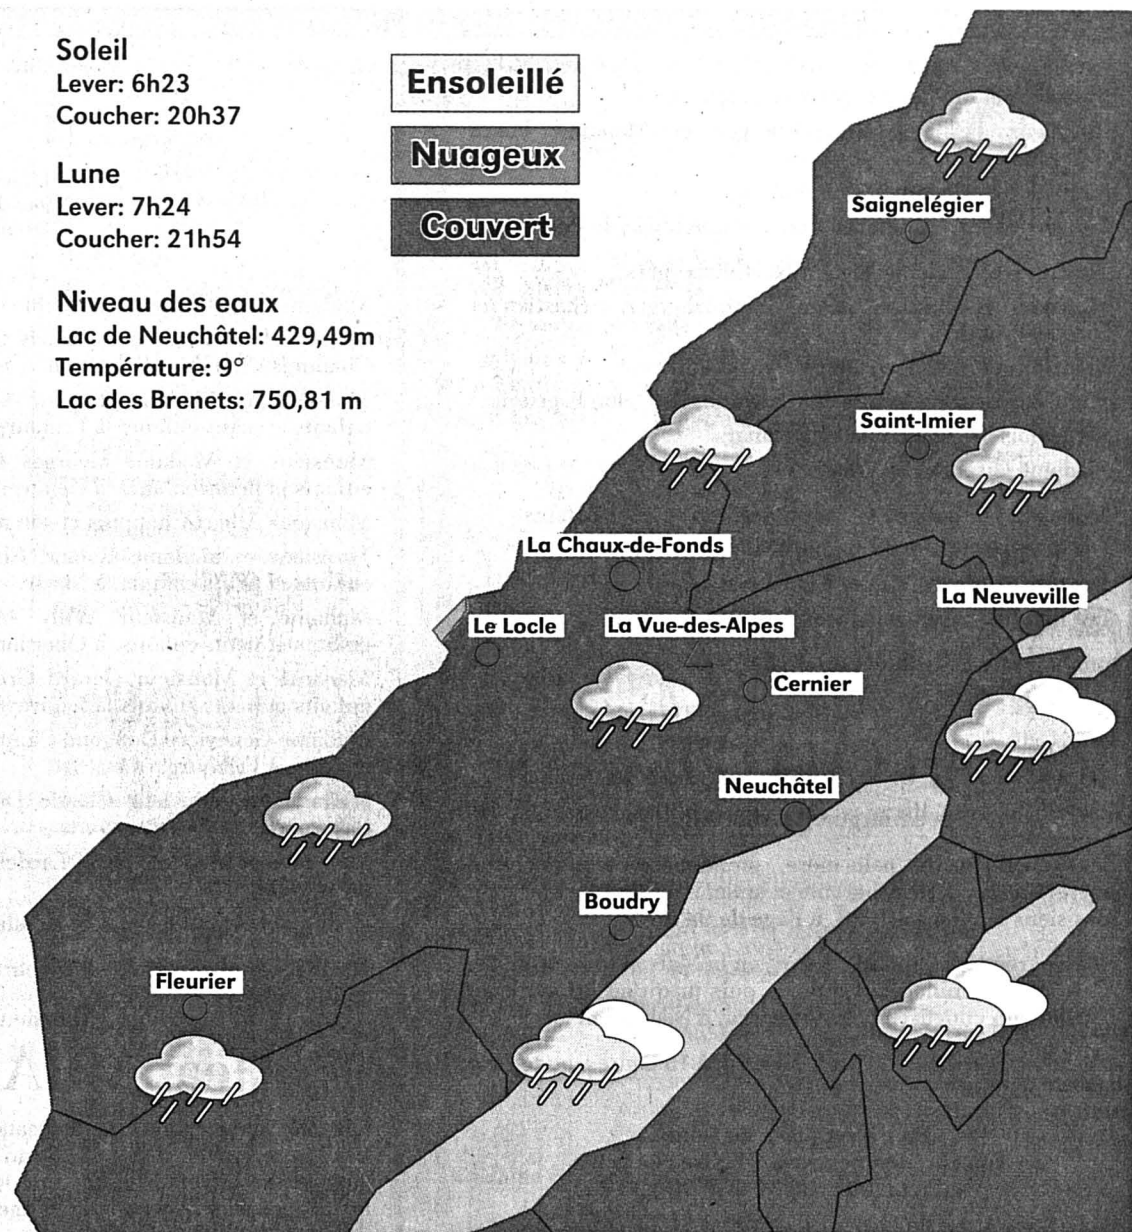 Soleil
Lever: 6h23
Coucher: 20h37
Lune
Lever: 7h24
Coucher: 21h54
Niveau des eaux
Lac de Neuchâtel: 429,49m
Température: 9°
Lac des Brenets: 750,81 m
Ensoleillé
Nuageux
Couvert
Saignelégier
Saint-Imier
La Chaux-de-Fonds
La Neuveville
Le Locle
La Vue-des-Alpes
Cernier
Neuchâtel
Boudry
Fleurier